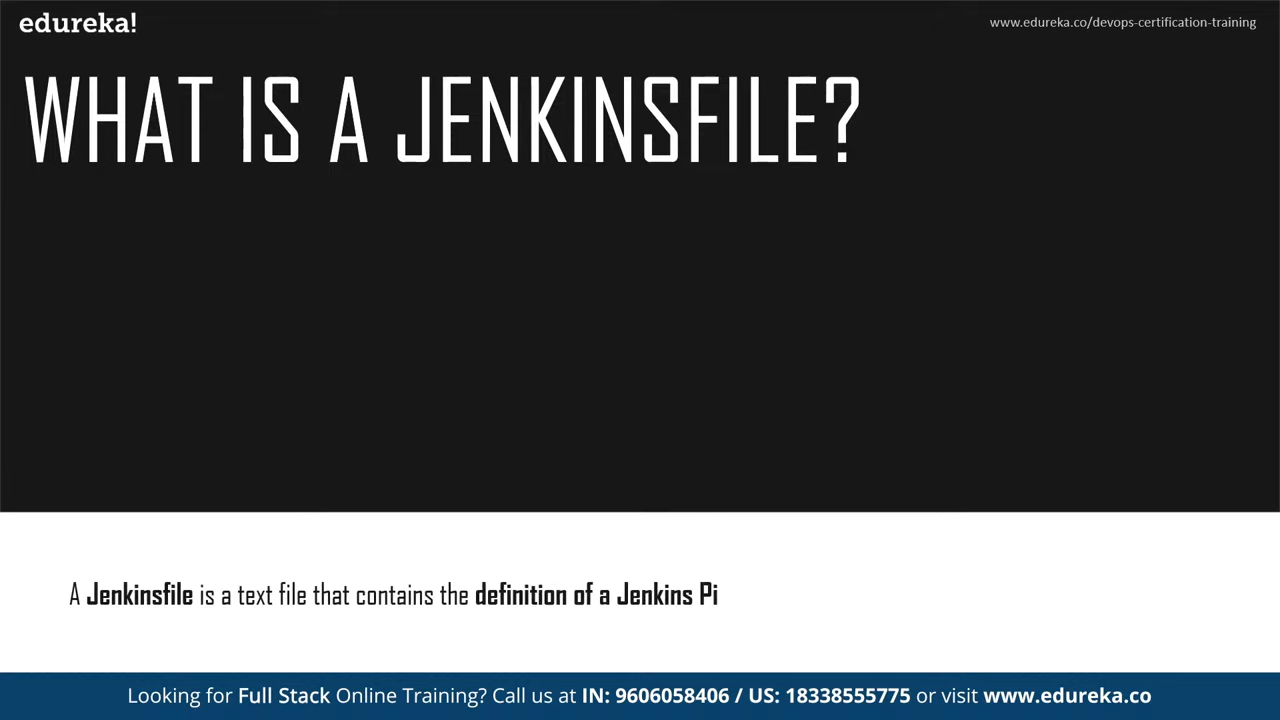 edureka!
www.edureka.co/devops-certification-training
WHAT IS A JENKINSFILE?
A Jenkinsfile is a text file that contains the definition of a Jenkins Pi
Looking for Full Stack Online Training? Call us at IN: 9606058406 / US: 18338555775 or visit www.edureka.co